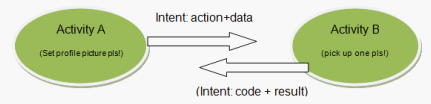 Intent: action+data
Activity A
(Set profile picture pls!)
Activity B
(pick up one pls!)
(Intent: code + result)